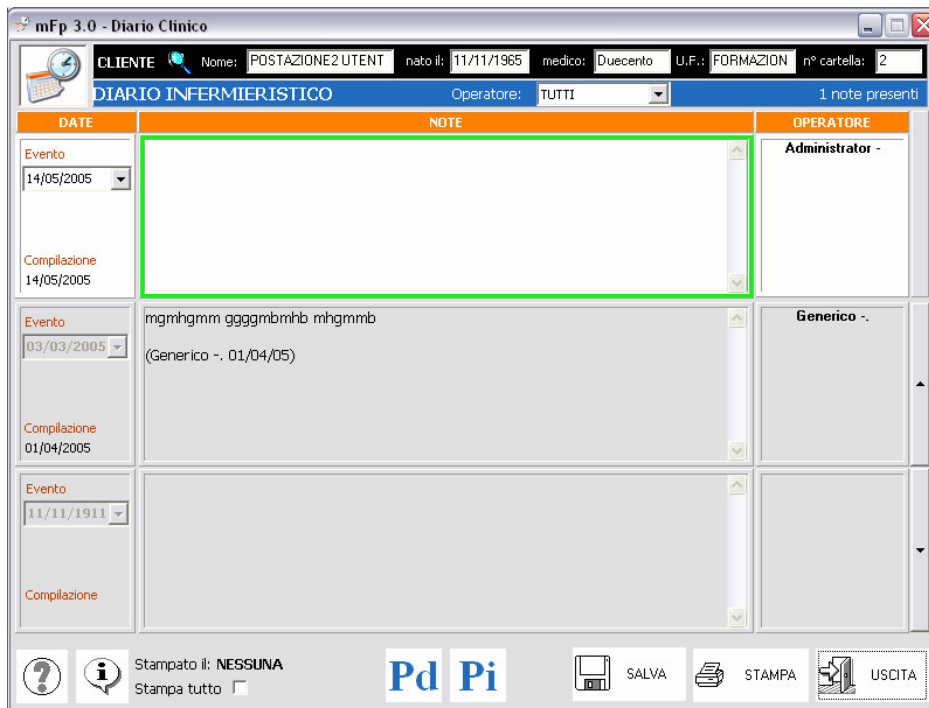 mFp 3.0 - Diario Clinico
CLIENTE Nome: POSTAZIONE2 UTENT nato il: 11/11/1965 medico: Duecento U.F.: FORMAZION n° cartella: 2
DIARIO INFERMIERISTICO Operatore: TUTTI 1 note presenti
DATE NOTE OPERATORE
Evento Administrator -
14/05/2005
Compilazione
14/05/2005
Evento mgmhgmm ggggmbmhb mhgmmb Generico -.
03/03/2005 (Generico -. 01/04/05)
Compilazione
01/04/2005
Evento
11/11/1911
Compilazione
Stampato il: NESSUNA
Stampa tutto
Pd Pi SALVA STAMPA USCITA